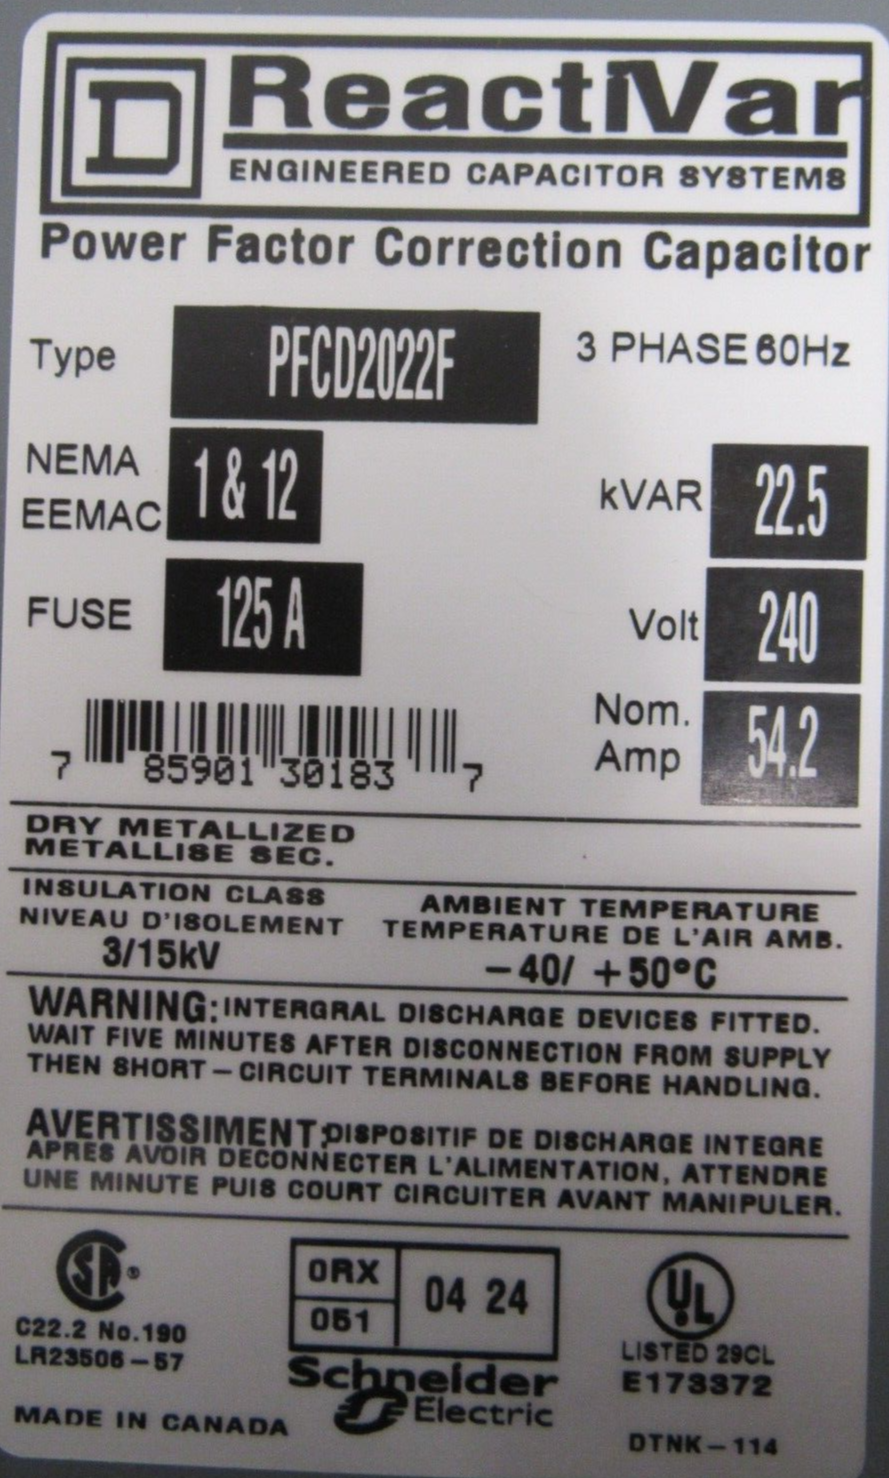 D
ReactiVar
ENGINEERED CAPACITOR SYSTEMS
Power Factor Correction Capacitor
Type PFCD2022F 3 PHASE 60Hz
NEMA
EEMAC
1 & 12
kVAR 22.5
FUSE 125 A
Volt 240
Nom.
Amp
54.2
7 85901 30183 7
DRY METALLIZED
METALLISE SEC.
INSULATION CLASS
NIVEAU D'ISOLEMENT
3/15kV
AMBIENT TEMPERATURE
TEMPERATURE DE L'AIR AMB.
-40/ +50°C
WARNING: INTERGRAL DISCHARGE DEVICES FITTED.
WAIT FIVE MINUTES AFTER DISCONNECTION FROM SUPPLY
THEN SHORT-CIRCUIT TERMINALS BEFORE HANDLING.
AVERTISSIMENT: DISPOSITIF DE DISCHARGE INTEGRE
APRES AVOIR DECONNECTER L'ALIMENTATION, ATTENDRE
UNE MINUTE PUIS COURT CIRCUITER AVANT MANIPULER.
SA ®
C22.2 No.190
LR23506-57
MADE IN CANADA
0RX
051
04 24
Schneider
Electric
UL
LISTED 29CL
E173372
DTNK-114